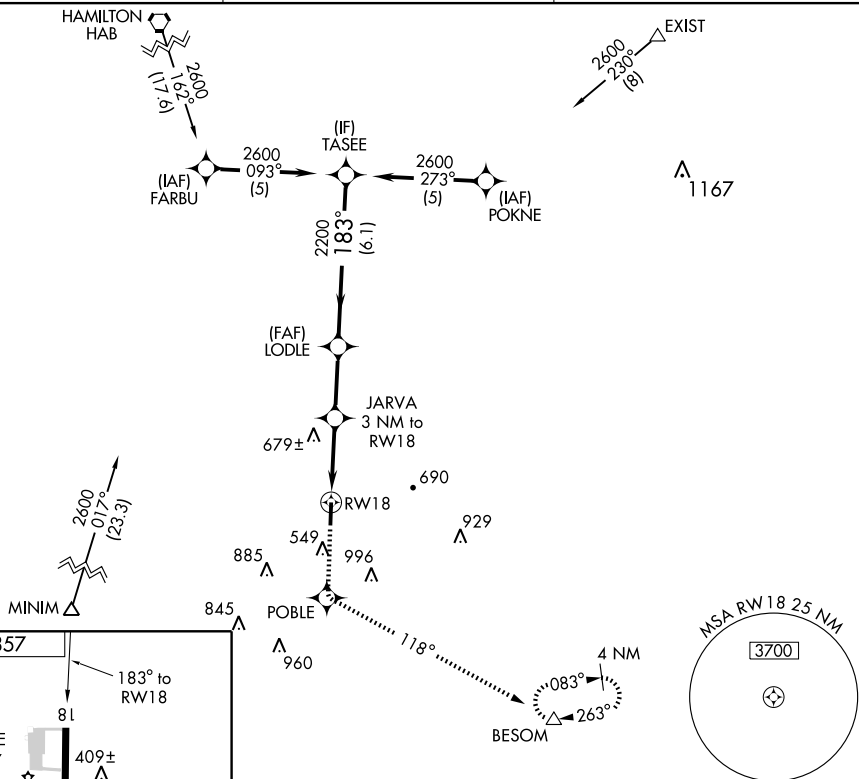 HAMILTON
HAB
2600
162°
(17.6)
EXIST
2600
230°
(8)
(IF)
TASEE
2600
093°
(5)
(IAF)
FARBU
2600
273°
(5)
(IAF)
POKNE
1167
2200
183°
(6.1)
(FAF)
LODLE
JARVA
3 NM to
RW18
679±
690
RW18
929
2600
017°
(23.3)
549
996
885
MINIM
845
POBLE
960
118°
4 NM
083°
263°
BESOM
MSA RW18 25 NM
3700
357
183° to
RW18
18
E
409±